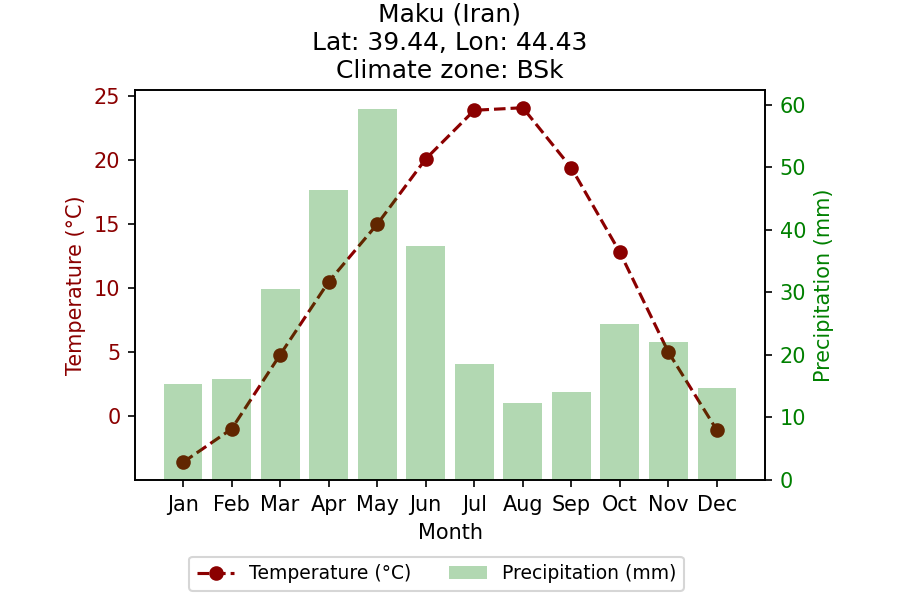 Maku (Iran)
Lat: 39.44, Lon: 44.43
Climate zone: BSk
Temperature (°C)
25
20
15
10
5
0
Precipitation (mm)
60
50
40
30
20
10
0
Jan Feb Mar Apr May Jun Jul Aug Sep Oct Nov Dec
Month
Temperature (°C) Precipitation (mm)